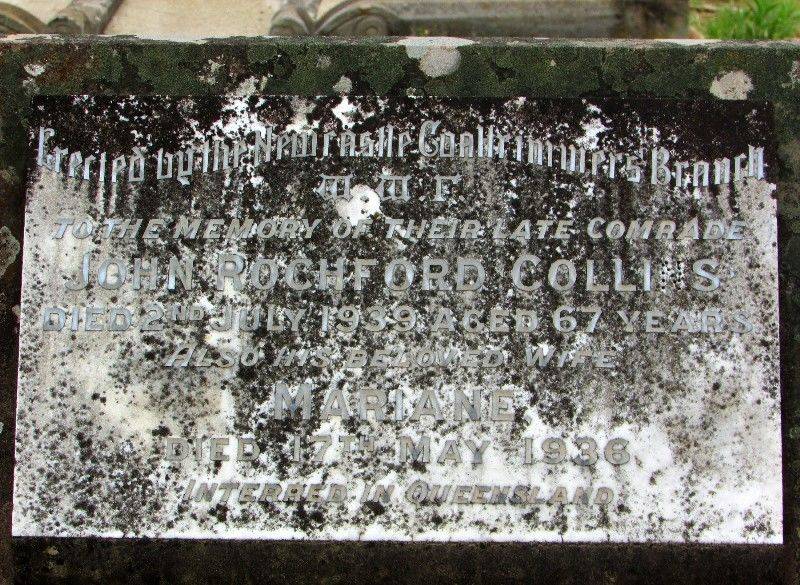 Erected by the Newcastle Coaltrimmers Branch
W W F
TO THE MEMORY OF THEIR LATE COMRADE
JOHN ROCHFORD COLLINS
DIED 2ND JULY 1939 AGED 67 YEARS
ALSO HIS BELOVED WIFE
MARIANE
DIED 17TH MAY 1936
INTERRED IN QUEENSLAND